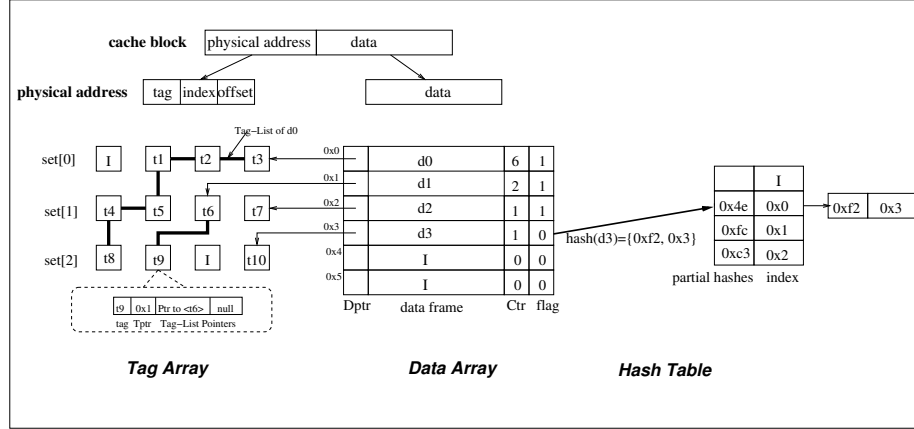 cache block physical address data
physical address tag index offset data
Tag−List of d0
set[0] I t1 t2 t3 0x0 d0 6 1
0x1 d1 2 1
set[1] t4 t5 t6 t7 0x2 d2 1 1
0x3 d3 1 0
set[2] t8 t9 I t10 0x4 I 0 0
0x5 I 0 0
Dptr data frame Ctr flag
hash(d3)={0xf2, 0x3}
I
0x4e 0x0 0xf2 0x3
0xfc 0x1
0xc3 0x2
partial hashes index
t9 0x1 Ptr to <t6> null
tag Tptr Tag−List Pointers
Tag Array Data Array Hash Table